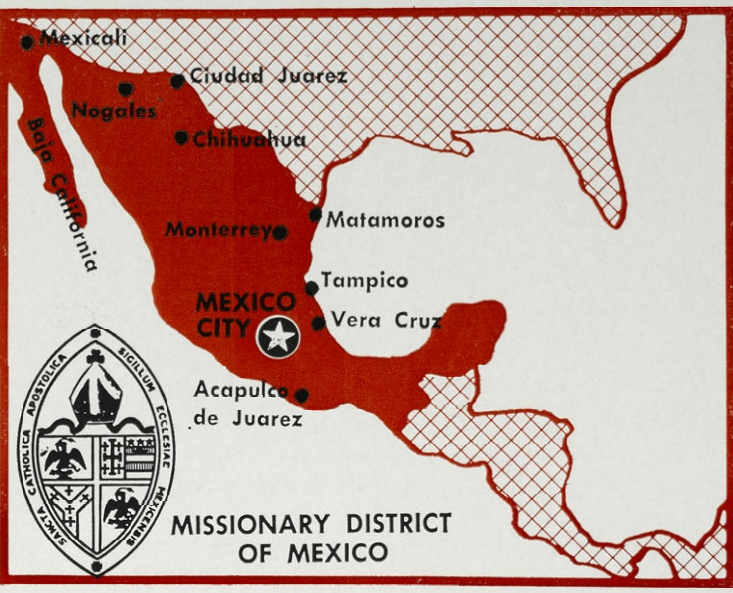 Mexicali
Ciudad Juarez
Nogales
Chihuahua
Baja California
Matamoros
Monterrey
Tampico
MEXICO
CITY
Vera Cruz
Acapulco
de Juarez
SANCTA CATHOLICA APOSTOLICA
SIGILLUM ECCLESIAE MEXICENSIS
MISSIONARY DISTRICT
OF MEXICO